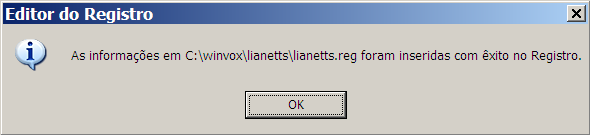 Editor do Registro
As informações em C:\winvox\lianetts\lianetts.reg foram inseridas com êxito no Registro.
OK